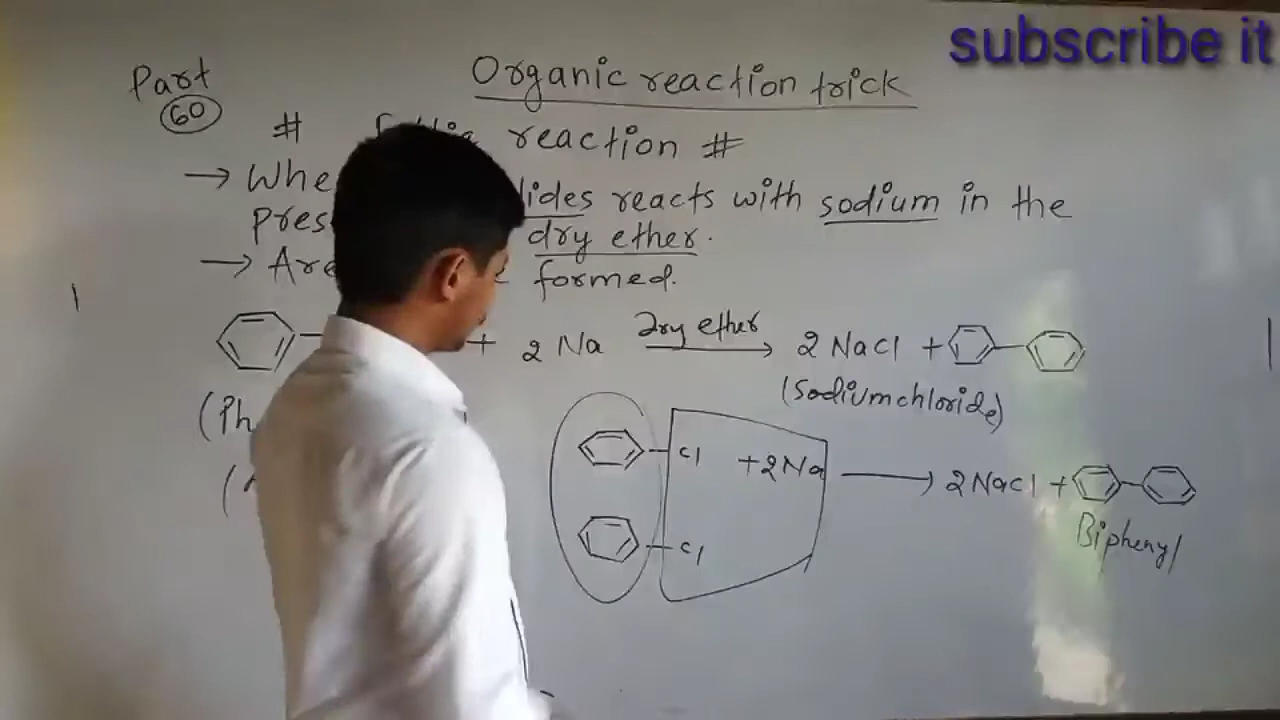 subscribe it
Part
60
Organic reaction trick
# reaction #
→ Whe lides reacts with sodium in the
pres dry ether.
→ Are formed.
+ 2 Na Dry ether → 2 NaCl +
(Ph (Sodiumchloride)
Cl +2Na → 2NaCl +
Cl
Biphenyl